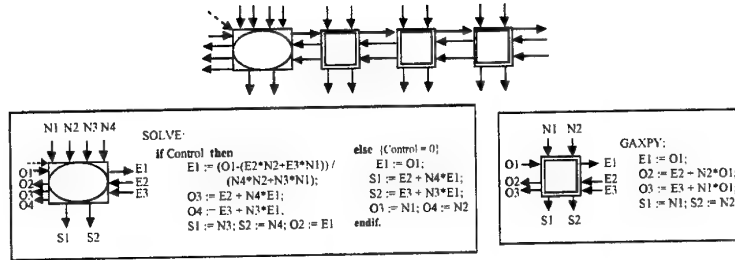 N1 N2 N3 N4
SOLVE:
if Control then
E1 := (O1-(E2*N2+E3*N1)) /
(N4*N2+N3*N1);
O3 := E2 + N4*E1;
O4 := E3 + N3*E1.
S1 := N3; S2 := N4; O2 := E1
else {Control = 0}
E1 := O1;
S1 := E2 + N4*E1;
S2 := E3 + N3*E1;
O3 := N1; O4 := N2
endif.
O1
O2
O3
O4
E1
E2
E3
S1 S2
N1 N2
GAXPY:
E1 := O1;
O2 := E2 + N2*O1;
O3 := E3 + N1*O1;
S1 := N1; S2 := N2
O1
O2
O3
E1
E2
E3
S1 S2